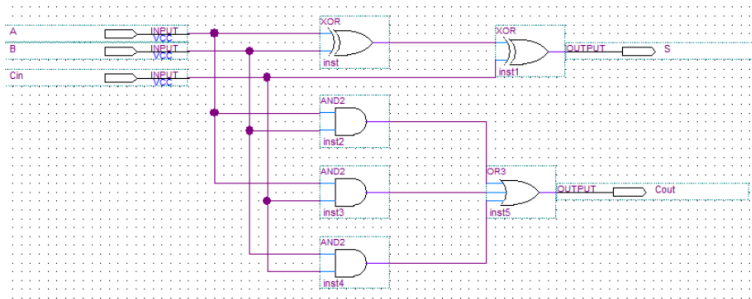 XOR
XOR
A INPUT
VCC
B INPUT
VCC
inst
OUTPUT S
Cin INPUT
VCC
inst1
AND2
inst2
AND2
OR3
OUTPUT Cout
inst3
inst5
AND2
inst4